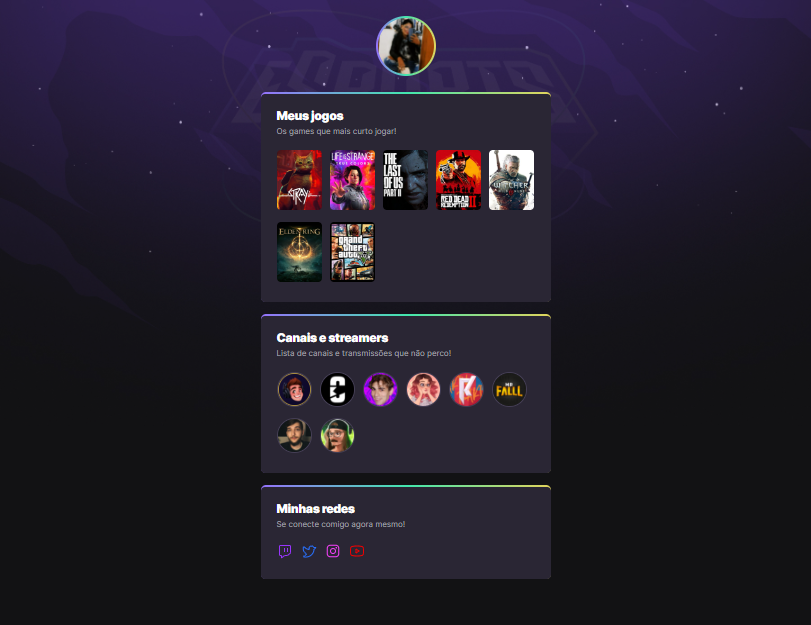 Meus jogos
Os games que mais curto jogar!
STRAY
LIFE IS STRANGE
TRUE COLORS
THE
LAST
OF US
PART II
RED DEAD
REDEMPTION II
WITCHER
ELDEN RING
grand
theft
auto
Canais e streamers
Lista de canais e transmissões que não perco!
MR
FALLL
Minhas redes
Se conecte comigo agora mesmo!